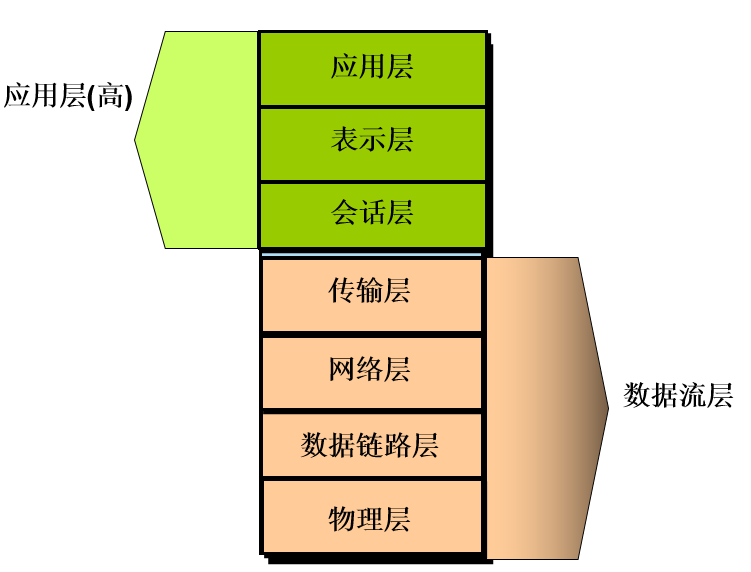 应用层(高)
应用层
表示层
会话层
传输层
网络层
数据链路层
物理层
数据流层